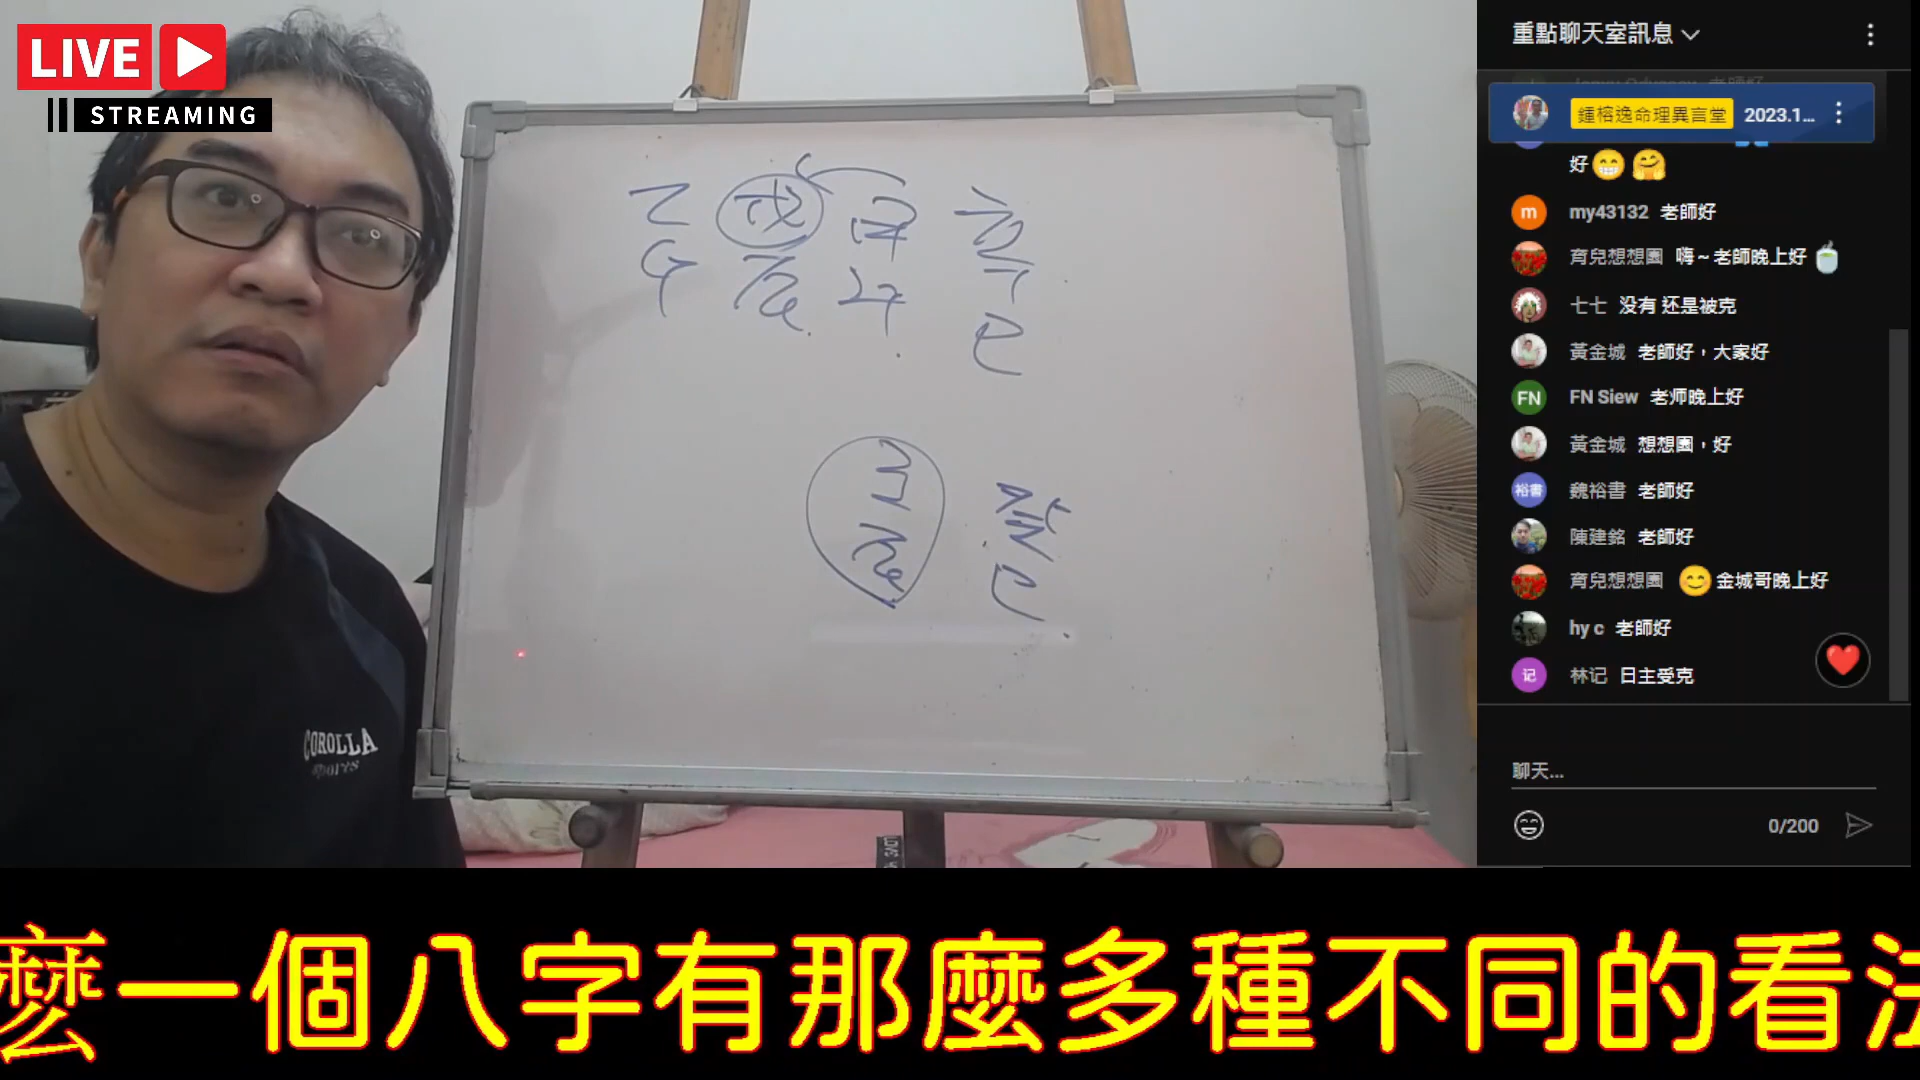 LIVE
STREAMING
乙 戊
辰
巳
辰
癸
巳
COROLLA
sports
重點聊天室訊息
鍾榕逸命理異言堂 2023.1...
好😁🤗
my43132 老師好
育兒想想園 嗨～老師晚上好🍵
七七 没有 还是被克
黃金城 老師好，大家好
FN FN Siew 老师晚上好
黃金城 想想園，好
裕書 魏裕書 老師好
陳建銘 老師好
育兒想想園 😊金城哥晚上好
hy c 老師好
记 林记 日主受克
聊天...
0/200
麼一個八字有那麼多種不同的看法